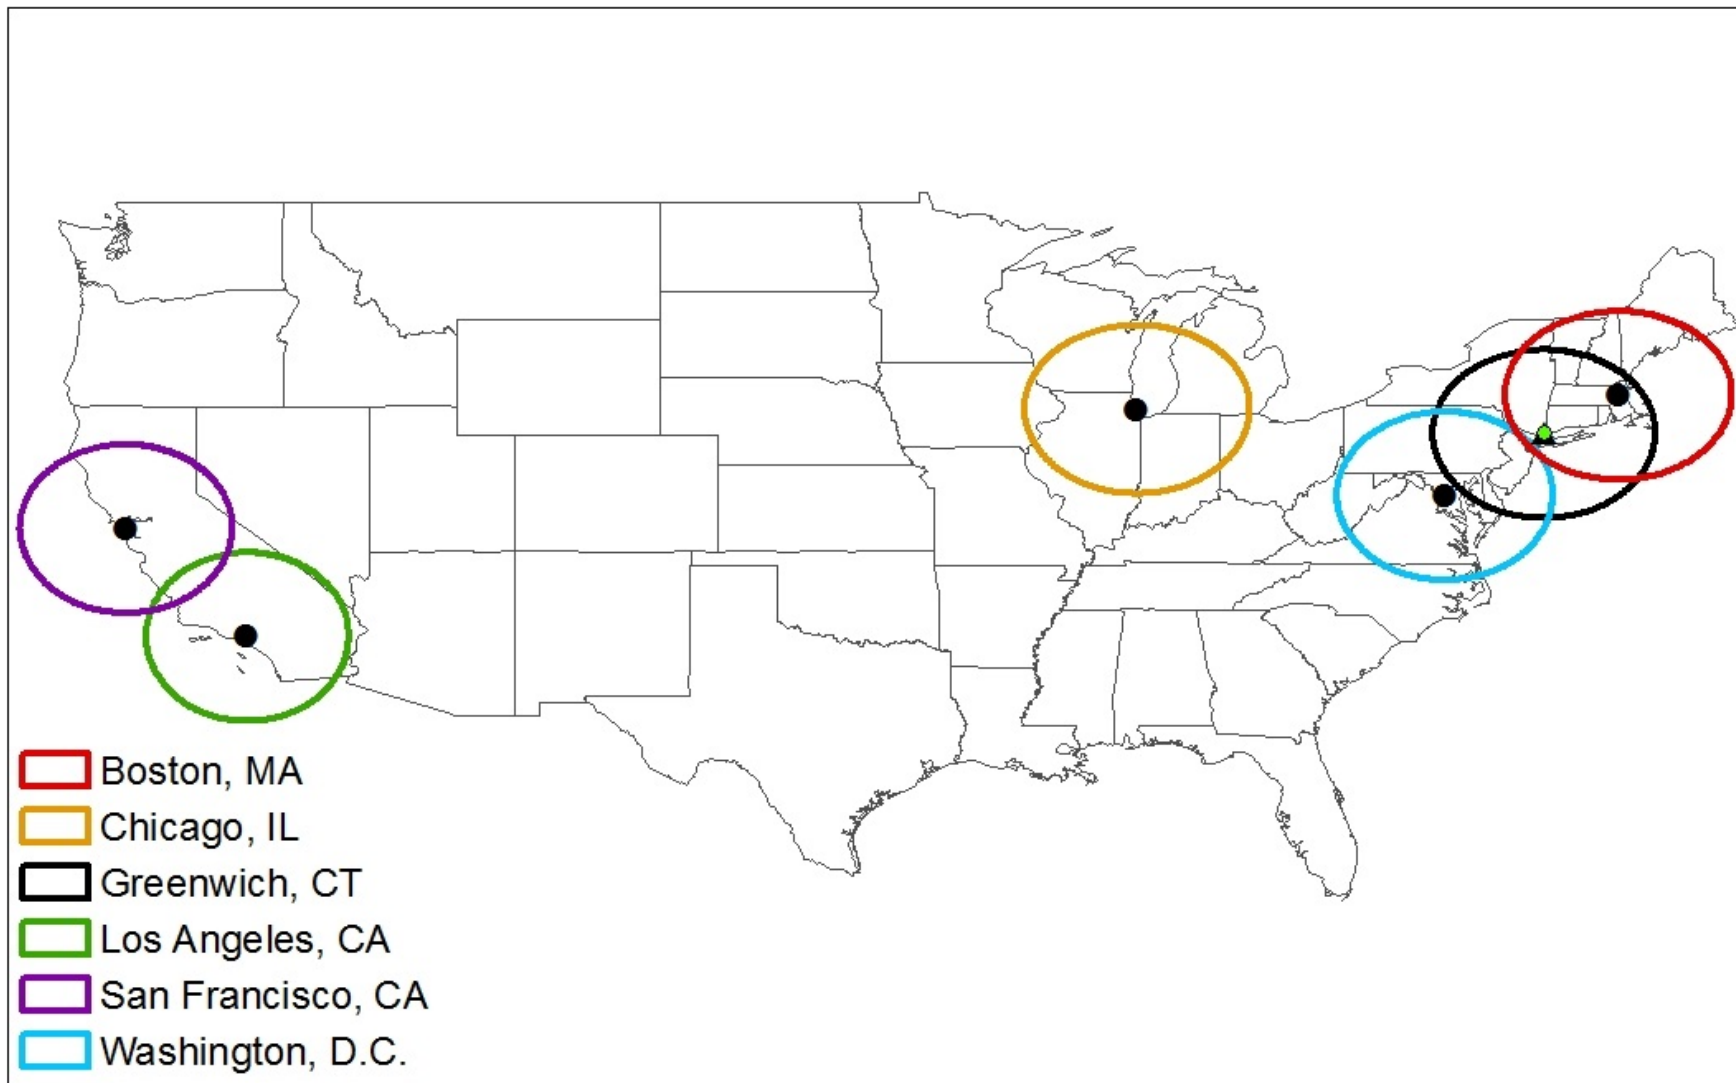 Boston, MA
Chicago, IL
Greenwich, CT
Los Angeles, CA
San Francisco, CA
Washington, D.C.